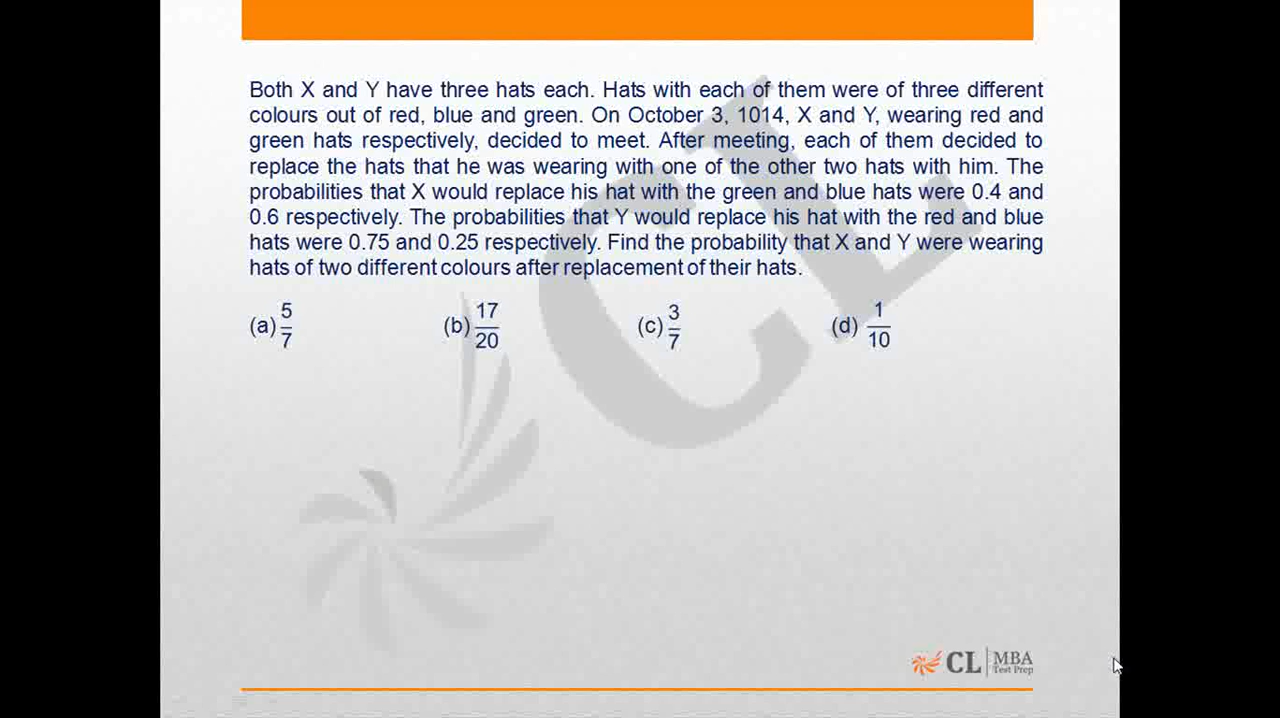 Both X and Y have three hats each. Hats with each of them were of three different
colours out of red, blue and green. On October 3, 1014, X and Y, wearing red and
green hats respectively, decided to meet. After meeting, each of them decided to
replace the hats that he was wearing with one of the other two hats with him. The
probabilities that X would replace his hat with the green and blue hats were 0.4 and
0.6 respectively. The probabilities that Y would replace his hat with the red and blue
hats were 0.75 and 0.25 respectively. Find the probability that X and Y were wearing
hats of two different colours after replacement of their hats.
(a) 5/7 (b) 17/20 (c) 3/7 (d) 1/10
CL
CL MBA
Test Prep